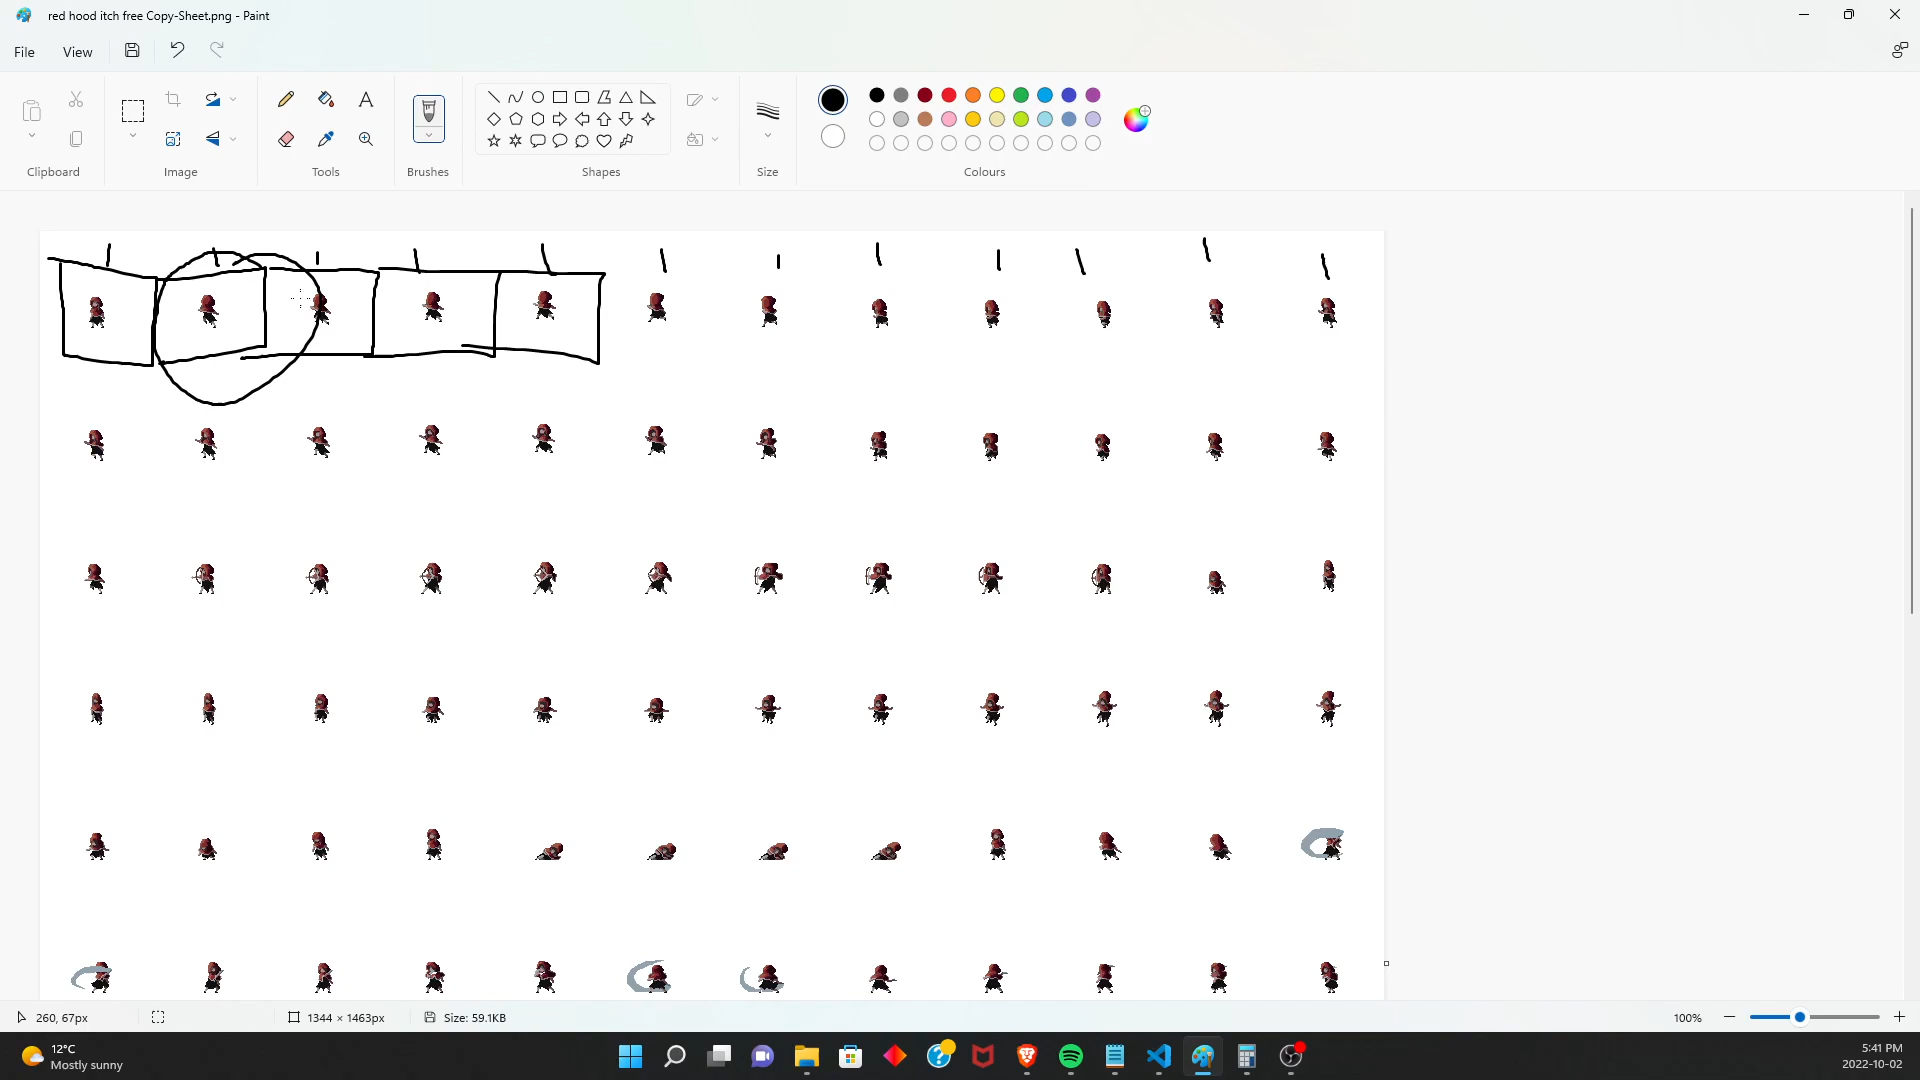 red hood itch free Copy-Sheet.png - Paint
File View
Clipboard Image Tools Brushes Shapes Size Colours
260, 67px 1344 × 1463px Size: 59.1KB 100%
12°C
Mostly sunny
5:41 PM
2022-10-02